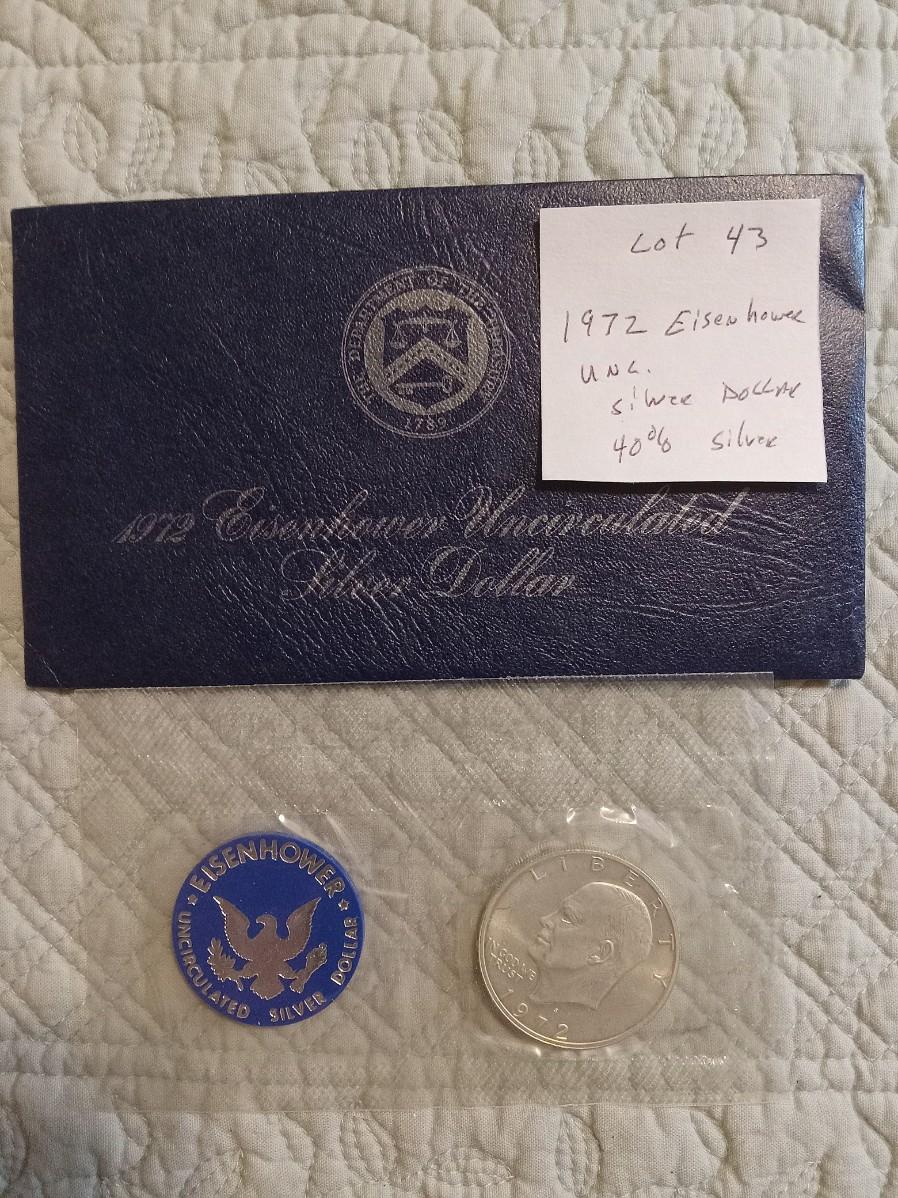 Lot 43
1972 Eisenhower
UNC.
Silver Dollar
40% Silver
THE DEPARTMENT OF THE TREASURY
1789
1972 Eisenhower Uncirculated
Silver Dollar
EISENHOWER
UNCIRCULATED SILVER DOLLAR
LIBERTY
IN GOD WE
TRUST
S
1972